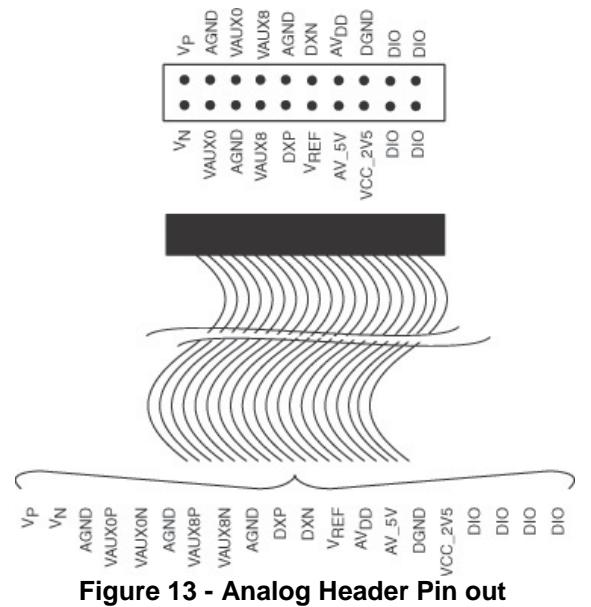 VP AGND VAUX0 VAUX8 AGND DXN AVDD DGND DIO DIO
VN VAUX0 AGND VAUX8 DXP VREF AV_5V VCC_2V5 DIO DIO
VP VN AGND VAUX0P VAUX0N AGND VAUX8P VAUX8N AGND DXP DXN VREF AVDD AV_5V DGND VCC_2V5 DIO DIO DIO DIO
Figure 13 - Analog Header Pin out